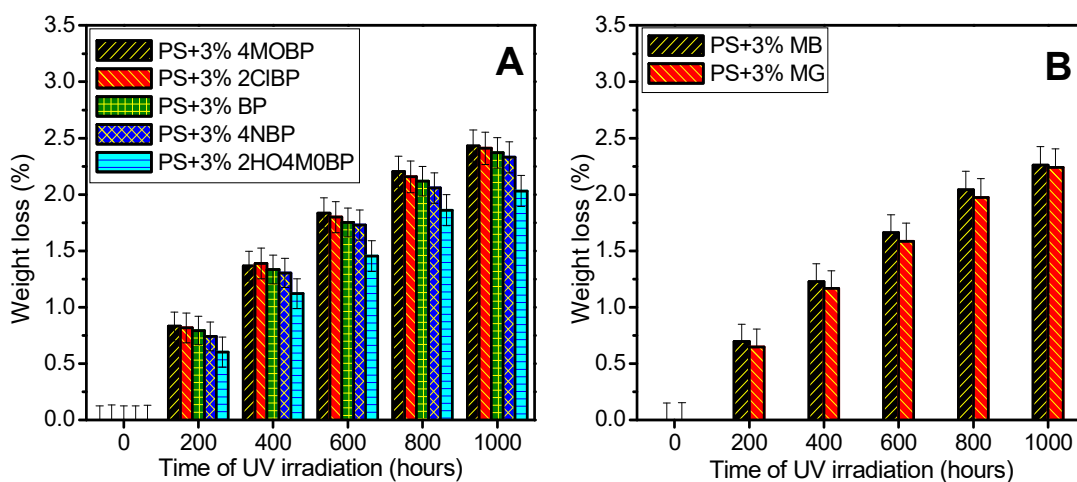 A
PS+3% 4MOBP
PS+3% 2ClBP
PS+3% BP
PS+3% 4NBP
PS+3% 2HO4M0BP
3.5
3.0
2.5
2.0
1.5
1.0
0.5
0.0
Weight loss (%)
0 200 400 600 800 1000
Time of UV irradiation (hours)
B
PS+3% MB
PS+3% MG
3.5
3.0
2.5
2.0
1.5
1.0
0.5
0.0
Weight loss (%)
0 200 400 600 800 1000
Time of UV irradiation (hours)